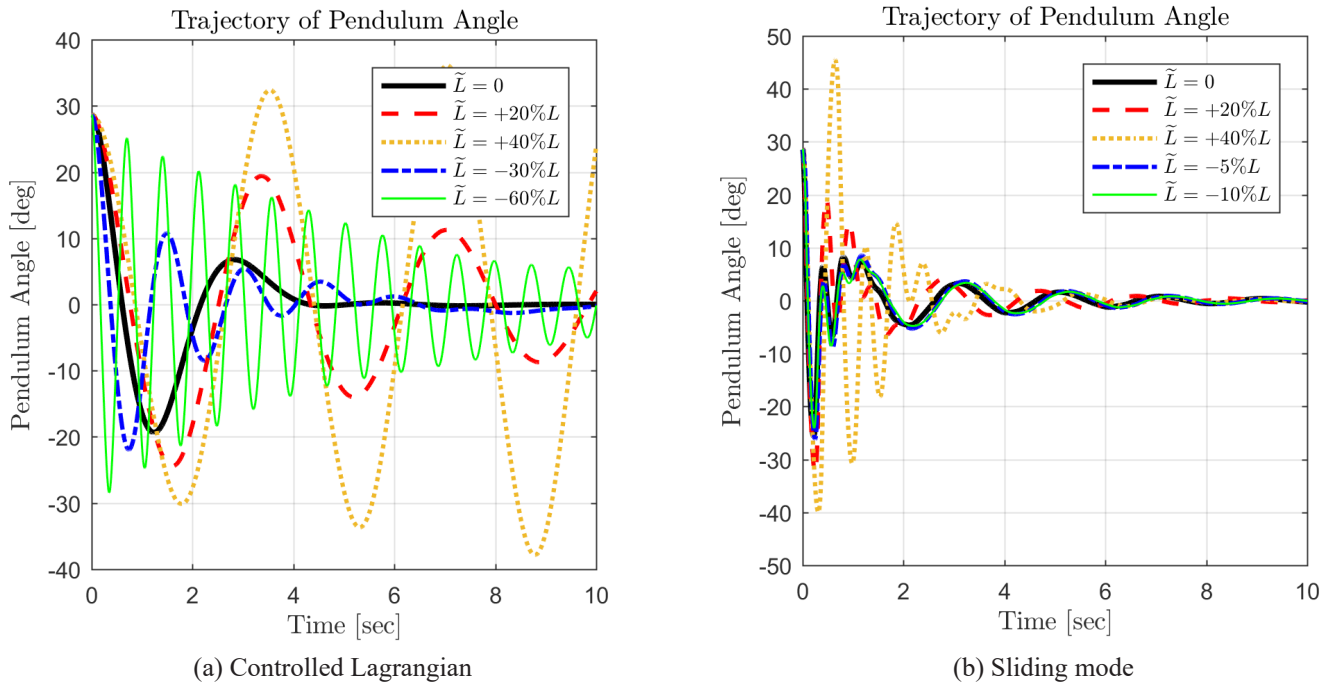 Trajectory of Pendulum Angle
40
30
20
10
0
-10
-20
-30
-40
Pendulum Angle [deg]
L̃ = 0
L̃ = +20%L
L̃ = +40%L
L̃ = −30%L
L̃ = −60%L
0 2 4 6 8 10
Time [sec]
(a) Controlled Lagrangian
Trajectory of Pendulum Angle
50
40
30
20
10
0
-10
-20
-30
-40
-50
Pendulum Angle [deg]
L̃ = 0
L̃ = +20%L
L̃ = +40%L
L̃ = −5%L
L̃ = −10%L
0 2 4 6 8 10
Time [sec]
(b) Sliding mode